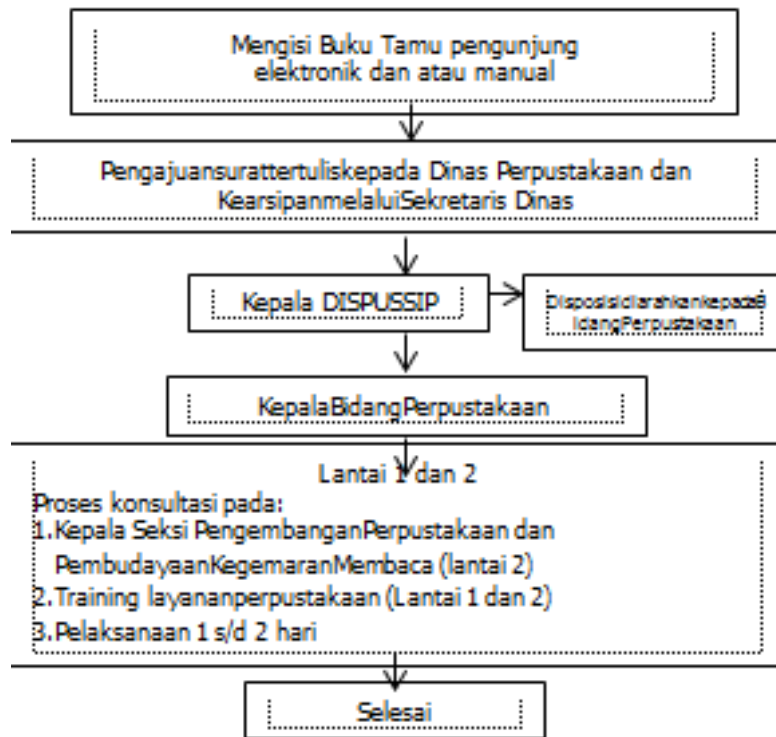 Mengisi Buku Tamu pengunjung
elektronik dan atau manual
Pengajuansurattertuliskepada Dinas Perpustakaan dan
KearsipanmelaluiSekretaris Dinas
Kepala DISPUSSIP
DisposisidiarahkankepadaB
idangPerpustakaan
KepalaBidangPerpustakaan
Lantai 1 dan 2
Proses konsultasi pada:
1.Kepala Seksi PengembanganPerpustakaan dan
PembudayaanKegemaranMembaca (lantai 2)
2.Training layananperpustakaan (Lantai 1 dan 2)
3.Pelaksanaan 1 s/d 2 hari
Selesai